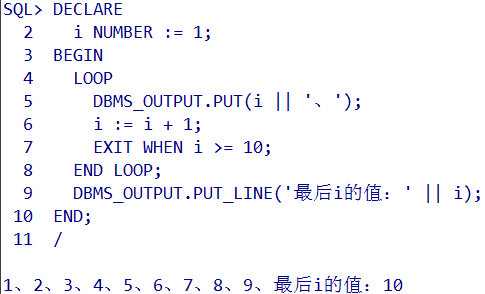 SQL> DECLARE
  2    i NUMBER := 1;
  3  BEGIN
  4    LOOP
  5      DBMS_OUTPUT.PUT(i || '、');
  6      i := i + 1;
  7      EXIT WHEN i >= 10;
  8    END LOOP;
  9    DBMS_OUTPUT.PUT_LINE('最后i的值：' || i);
 10  END;
 11  /
1、2、3、4、5、6、7、8、9、最后i的值：10